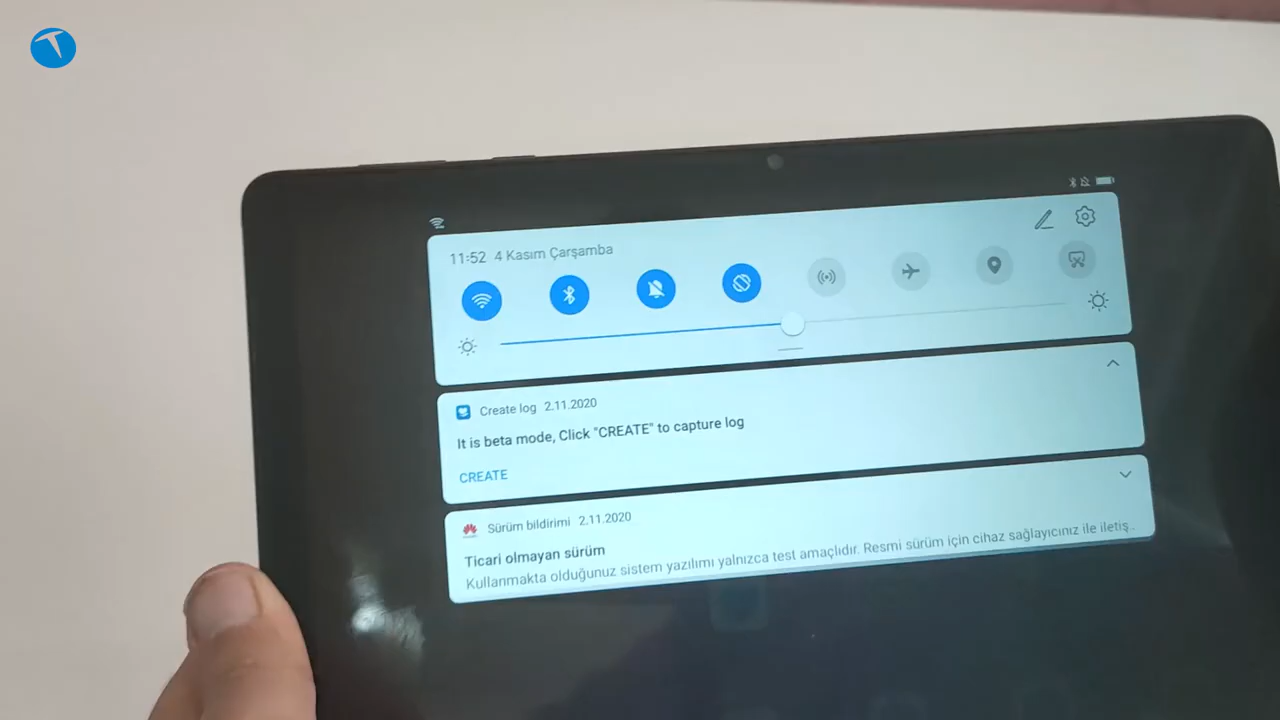 11:52 4 Kasım Çarşamba
Create log 2.11.2020
It is beta mode, Click "CREATE" to capture log
CREATE
Sürüm bildirimi 2.11.2020
Ticari olmayan sürüm
Kullanmakta olduğunuz sistem yazılımı yalnızca test amaçlıdır. Resmi sürüm için cihaz sağlayıcınız ile iletiş..